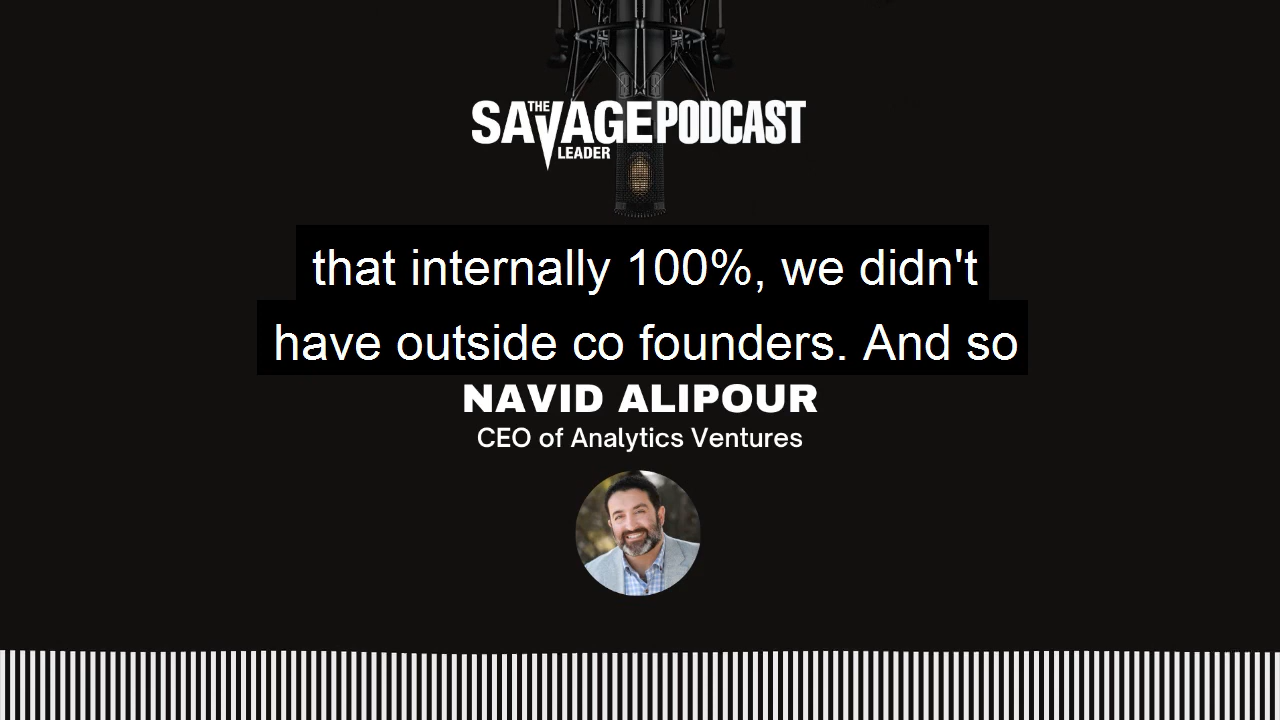 THE SAVAGE PODCAST
LEADER
that internally 100%, we didn't
have outside co founders. And so
NAVID ALIPOUR
CEO of Analytics Ventures